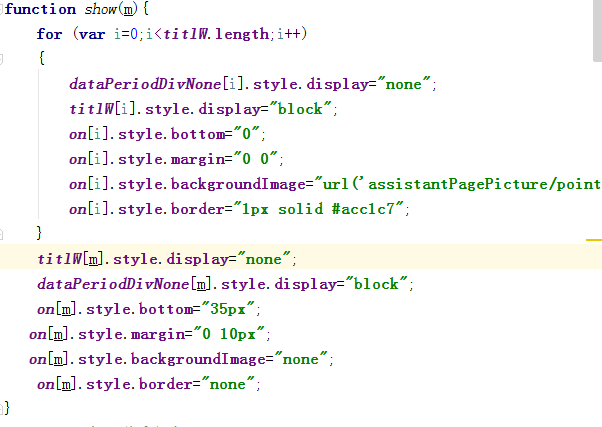 function show(m){
for (var i=0;i<titlW.length;i++)
{
dataPeriodDivNone[i].style.display="none";
titlW[i].style.display="block";
on[i].style.bottom="0";
on[i].style.margin="0 0";
on[i].style.backgroundImage="url('assistantPagePicture/point
on[i].style.border="1px solid #acc1c7";
}
titlW[m].style.display="none";
dataPeriodDivNone[m].style.display="block";
on[m].style.bottom="35px";
on[m].style.margin="0 10px";
on[m].style.backgroundImage="none";
on[m].style.border="none";
}